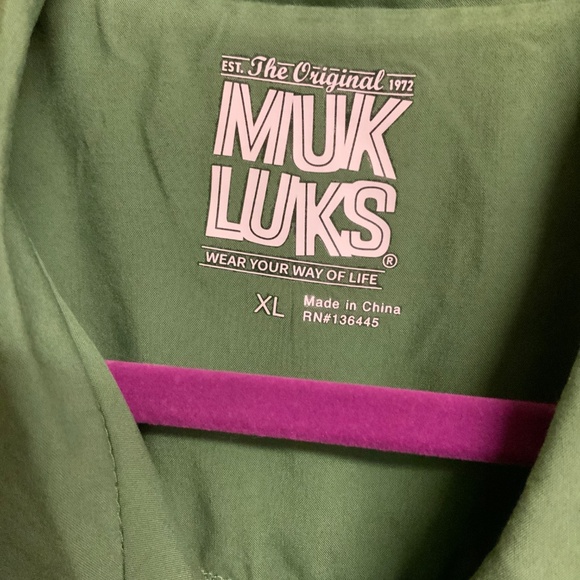 The Original
EST. 1972
MUK
LUKS®
WEAR YOUR WAY OF LIFE
XL
Made in China
RN#136445